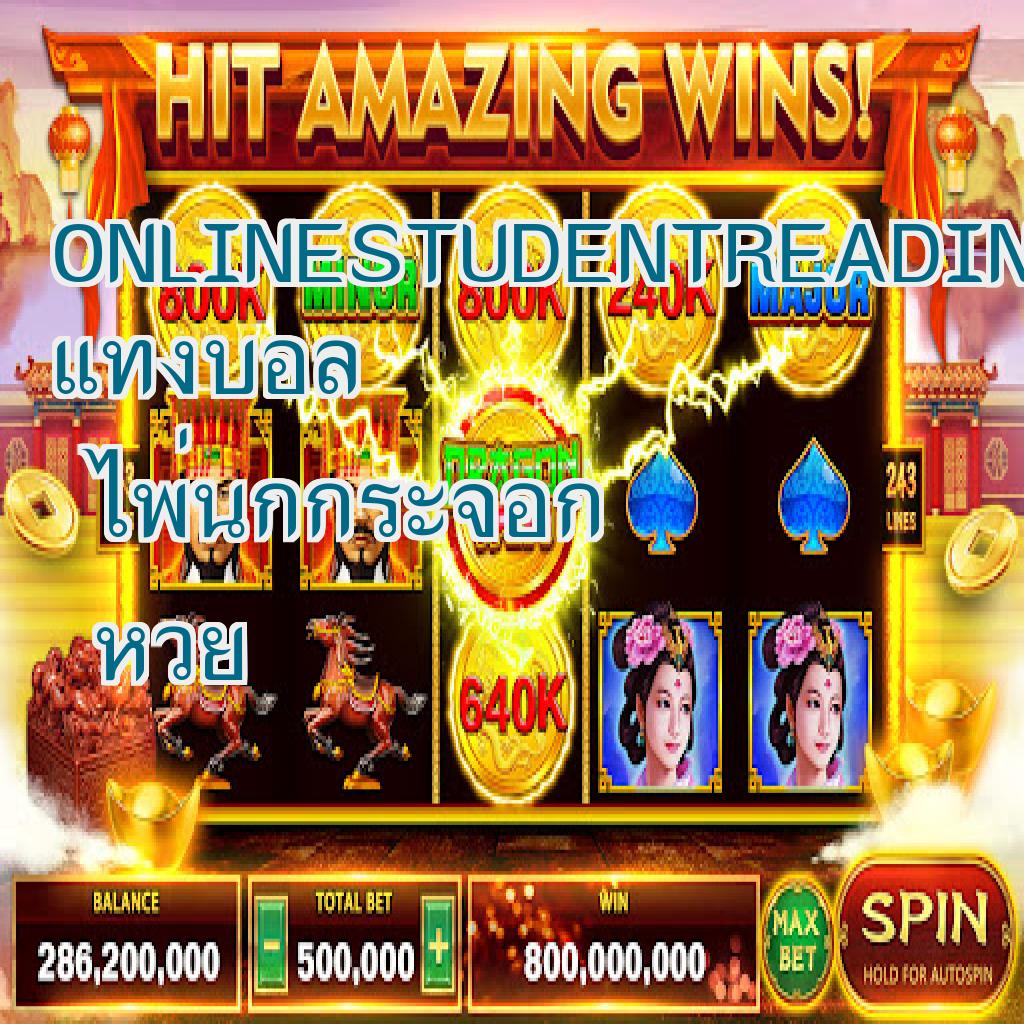 HIT AMAZING WINS!
ONLINESTUDENTREADIN
800K MINOR 800K 240K MAJOR
แทงบอล
DRAGON
243
LINES
ไพ่นกกระจอก
หวย
640K
BALANCE TOTAL BET WIN
286,200,000 - 500,000 + 800,000,000
MAX
BET
SPIN
HOLD FOR AUTOSPIN